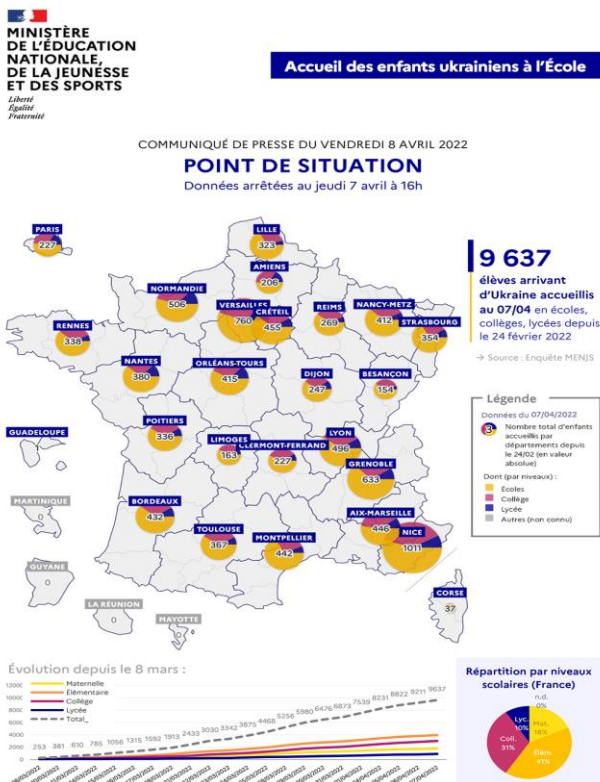 MINISTÈRE
DE L'ÉDUCATION
NATIONALE,
DE LA JEUNESSE
ET DES SPORTS
Liberté
Égalité
Fraternité
Accueil des enfants ukrainiens à l'École
COMMUNIQUÉ DE PRESSE DU VENDREDI 8 AVRIL 2022
POINT DE SITUATION
Données arrêtées au jeudi 7 avril à 16h
PARIS
227
LILLE
323
AMIENS
206
NORMANDIE
506
VERSAILLES
760
CRÉTEIL
455
REIMS
269
NANCY-METZ
412
STRASBOURG
354
RENNES
338
NANTES
380
ORLÉANS-TOURS
415
DIJON
247
BESANÇON
154
POITIERS
336
LIMOGES
163
CLERMONT-FERRAND
227
LYON
496
GRENOBLE
633
BORDEAUX
432
TOULOUSE
367
MONTPELLIER
442
AIX-MARSEILLE
446
NICE
1011
CORSE
37
GUADELOUPE
MARTINIQUE
0
GUYANE
0
LA RÉUNION
0
MAYOTTE
0
9 637
élèves arrivant
d'Ukraine accueillis
au 07/04 en écoles,
collèges, lycées depuis
le 24 février 2022
→ Source : Enquête MENJS
Légende
Données du 07/04/2022
3
Nombre total d'enfants
accueillis par
départements depuis
le 24/02 (en valeur
absolue)
Dont (par niveaux) :
Écoles
Collège
Lycée
Autres (non connu)
Évolution depuis le 8 mars :
Maternelle
Élémentaire
Collège
Lycée
Total_
12000
10000
8000
6000
4000
2000
0
253 381 610 785 1056 1315 1592 1913 2433 3030 3342 3875 4468 5256 5980 6476 6873 7539 8231 8822 9211 9637
Répartition par niveaux
scolaires (France)
n.d.
0%
Mat.
18%
Élém.
41%
Coll.
31%
Lyc.
10%